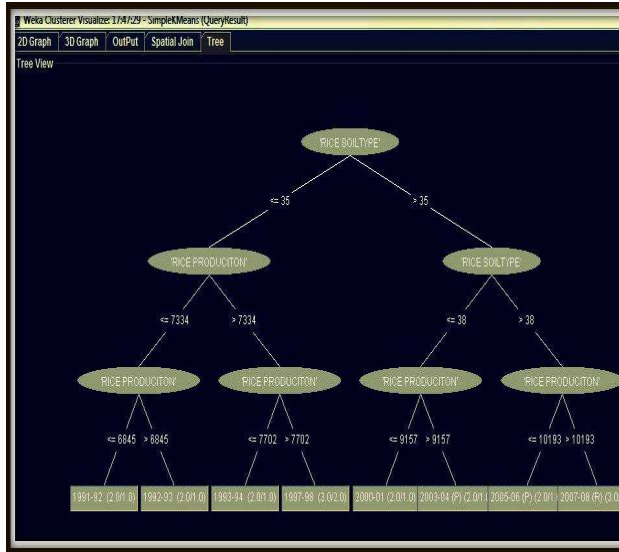 Weka Clusterer Visualize: 17:47:29 - SimpleKMeans (QueryResult)
2D Graph 3D Graph OutPut Spatial Join Tree
Tree View
'RICE SOILTYPE'
<= 35 > 35
'RICE PRODUCITON' 'RICE SOILTYPE'
<= 7334 > 7334 <= 38 > 38
'RICE PRODUCITON' 'RICE PRODUCITON' 'RICE PRODUCITON' 'RICE PRODUCITON'
<= 6845 > 6845 <= 7702 > 7702 <= 9157 > 9157 <= 10193 > 10193
1991-92 (2.0/1.0) 1992-93 (2.0/1.0) 1993-94 (2.0/1.0) 1997-98 (3.0/2.0) 2000-01 (2.0/1.0) 2003-04 (P) (2.0/1.0 2005-06 (P) (2.0/1. 2007-08 (R) (3.0/